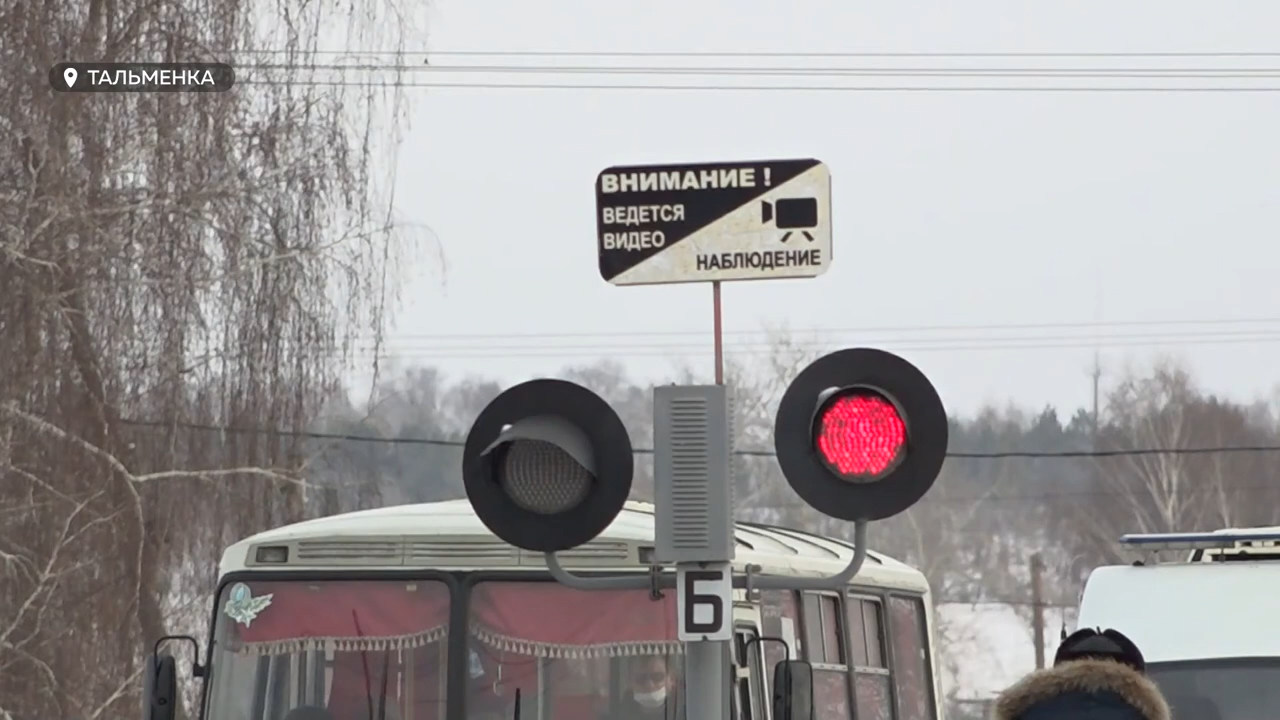 ТАЛЬМЕНКА
ВНИМАНИЕ !
ВЕДЕТСЯ
ВИДЕО
НАБЛЮДЕНИЕ
Б